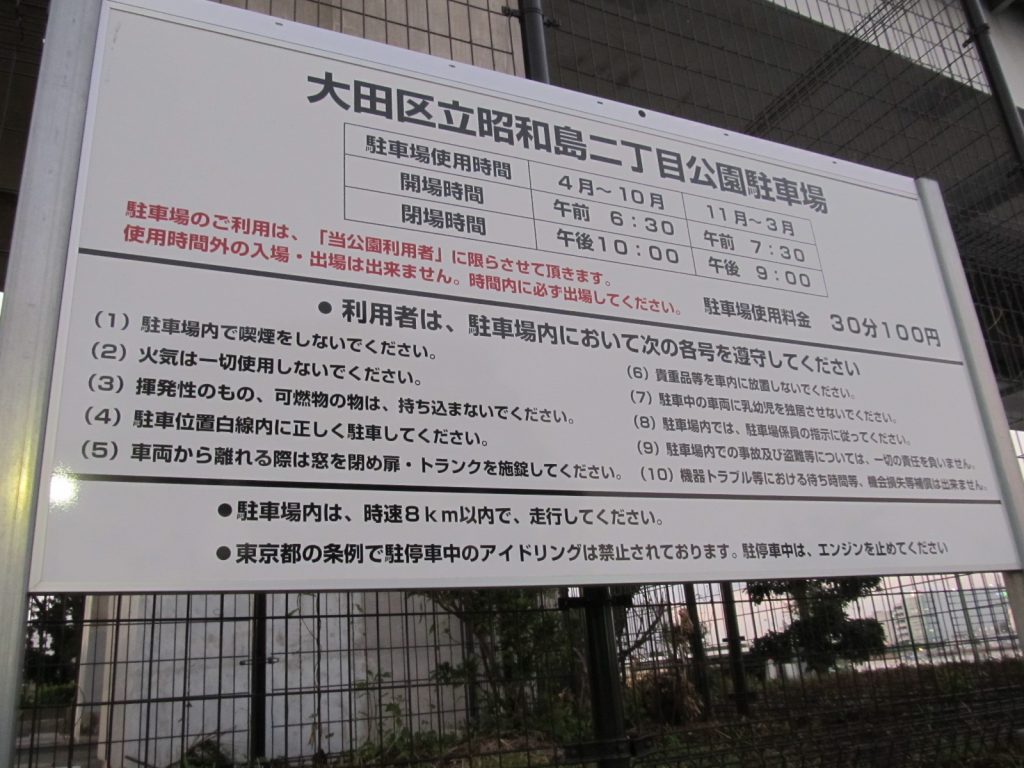 大田区立昭和島二丁目公園駐車場
駐車場使用時間 4月〜10月 11月〜3月
開場時間 午前 6:30 午前 7:30
閉場時間 午後10:00 午後 9:00
駐車場のご利用は、「当公園利用者」に限らさせて頂きます。
使用時間外の入場・出場は出来ません。時間内に必ず出場してください。
駐車場使用料金 30分100円
●利用者は、駐車場内において次の各号を遵守してください
(1)駐車場内で喫煙をしないでください。
(2)火気は一切使用しないでください。
(3)揮発性のもの、可燃物の物は、持ち込まないでください。
(4)駐車位置白線内に正しく駐車してください。
(5)車両から離れる際は窓を閉め扉・トランクを施錠してください。
(6)貴重品等を車内に放置しないでください。
(7)駐車中の車両に乳幼児を独居させないでください。
(8)駐車場内では、駐車場係員の指示に従ってください。
(9)駐車場内での事故及び盗難等については、一切の責任を負いません。
(10)機器トラブル等における待ち時間等、機会損失等補償は出来ません。
●駐車場内は、時速8km以内で、走行してください。
●東京都の条例で駐停車中のアイドリングは禁止されております。駐停車中は、エンジンを止めてください